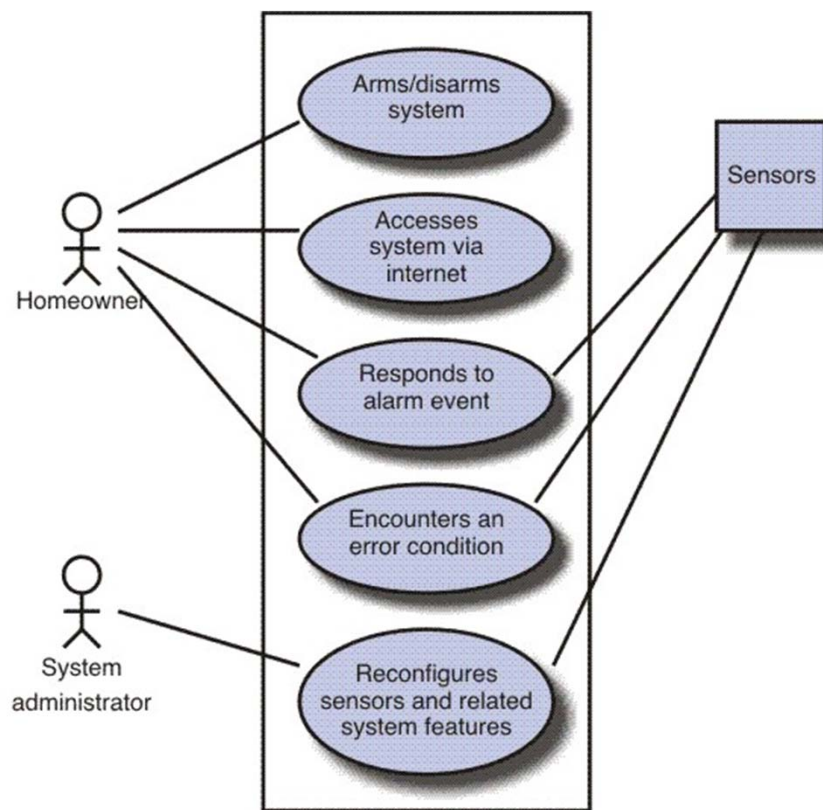 Arms/disarms
system
Sensors
Accesses
system via
internet
Homeowner
Responds to
alarm event
Encounters an
error condition
System
administrator
Reconfigures
sensors and related
system features